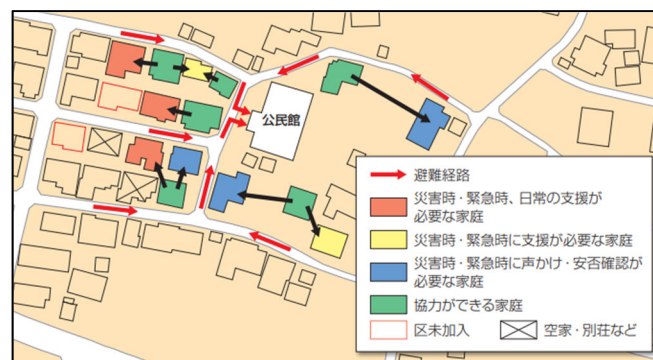 公民館
避難経路
災害時・緊急時、日常の支援が
必要な家庭
災害時・緊急時に支援が必要な家庭
災害時・緊急時に声かけ・安否確認が
必要な家庭
協力ができる家庭
区未加入
空家・別荘など